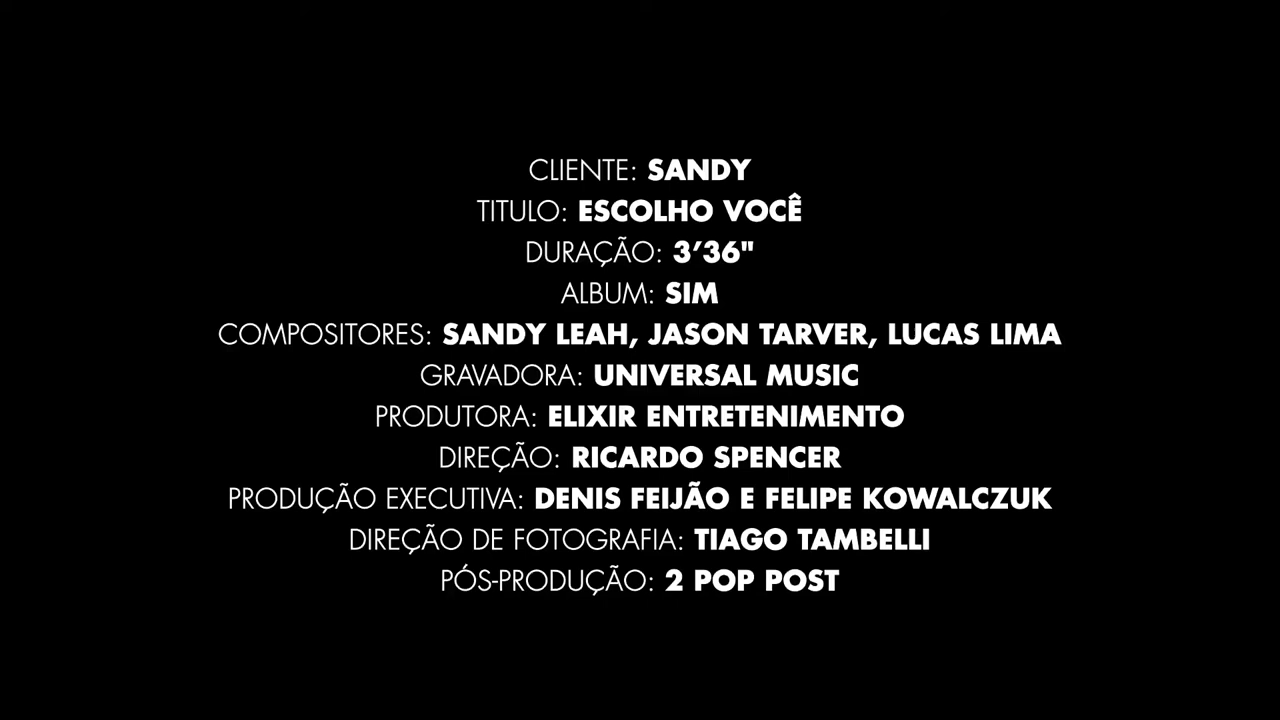 CLIENTE: SANDY
TITULO: ESCOLHO VOCÊ
DURAÇÃO: 3’36"
ALBUM: SIM
COMPOSITORES: SANDY LEAH, JASON TARVER, LUCAS LIMA
GRAVADORA: UNIVERSAL MUSIC
PRODUTORA: ELIXIR ENTRETENIMENTO
DIREÇÃO: RICARDO SPENCER
PRODUÇÃO EXECUTIVA: DENIS FEIJÃO E FELIPE KOWALCZUK
DIREÇÃO DE FOTOGRAFIA: TIAGO TAMBELLI
PÓS-PRODUÇÃO: 2 POP POST